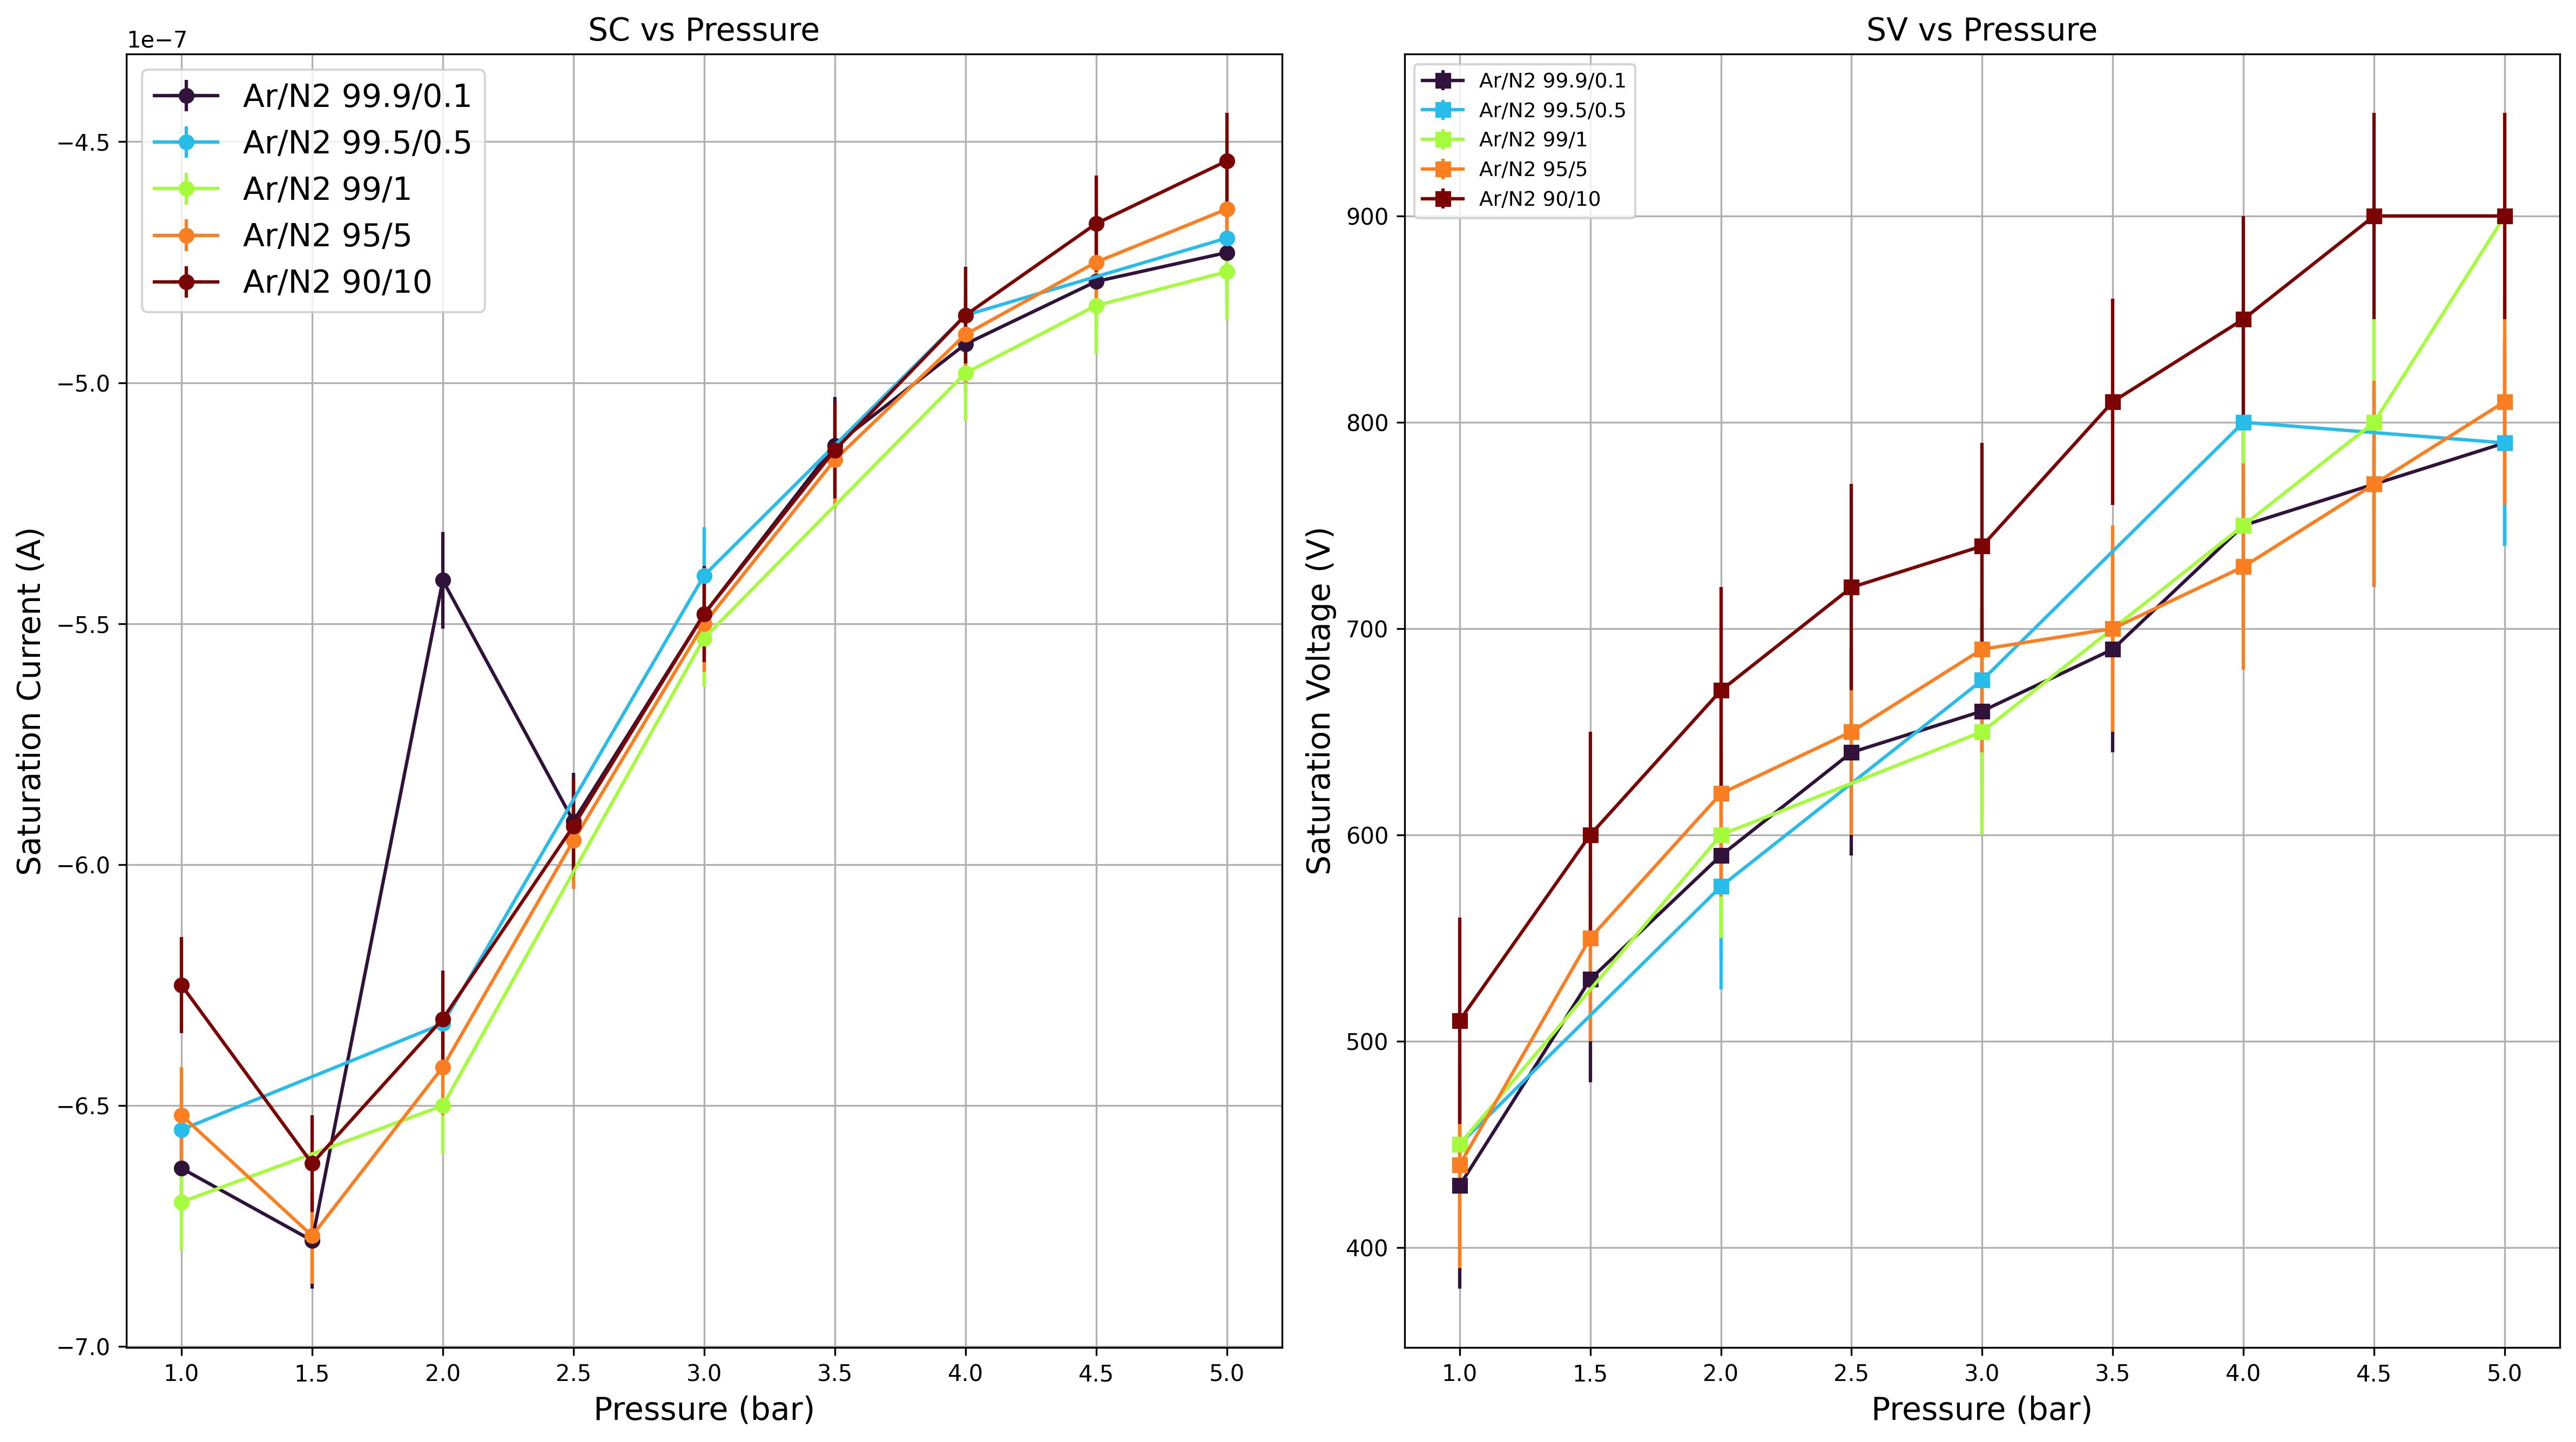 SC vs Pressure
1e−7
Ar/N2 99.9/0.1
Ar/N2 99.5/0.5
Ar/N2 99/1
Ar/N2 95/5
Ar/N2 90/10
Saturation Current (A)
−4.5
−5.0
−5.5
−6.0
−6.5
−7.0
1.0 1.5 2.0 2.5 3.0 3.5 4.0 4.5 5.0
Pressure (bar)
SV vs Pressure
Ar/N2 99.9/0.1
Ar/N2 99.5/0.5
Ar/N2 99/1
Ar/N2 95/5
Ar/N2 90/10
Saturation Voltage (V)
900
800
700
600
500
400
1.0 1.5 2.0 2.5 3.0 3.5 4.0 4.5 5.0
Pressure (bar)